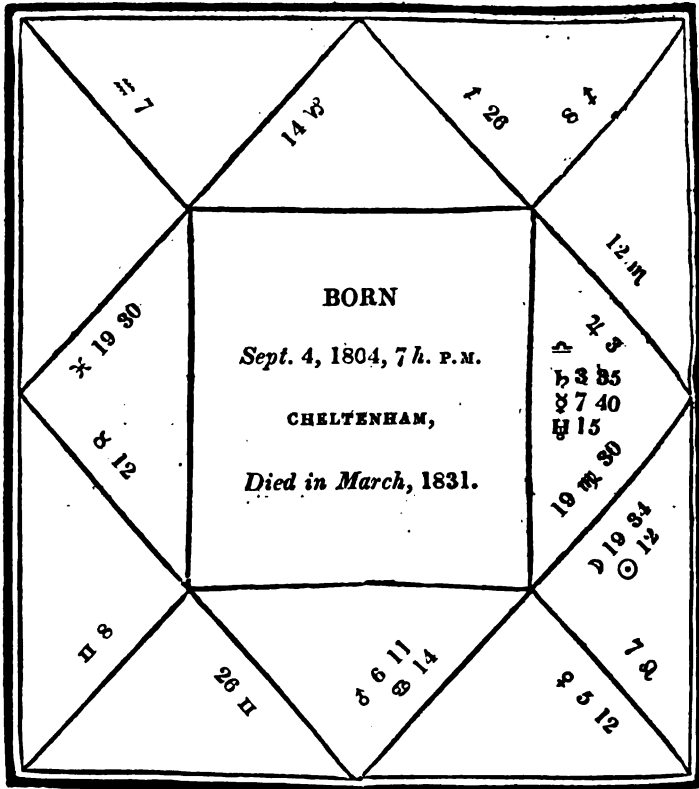 ♒ 7
14 ♑
♐ 26
8 ♐
12 ♏
♓ 19 30
♉ 12
BORN
Sept. 4, 1804, 7 h. P.M.
CHELTENHAM,
Died in March, 1831.
♃ 3
♎
♄ 3 35
☿ 7 40
♅ 15
19 ♍ 30
☽ 19 34
☉ 12
♊ 8
26 ♊
♂ 6 11
♋ 14
♀ 5 12
7 ♌